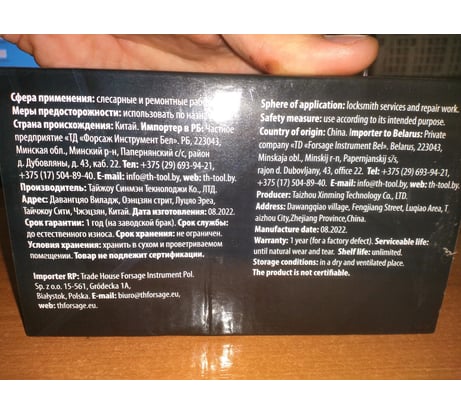 Сфера применения: слесарные и ремонтные рабо
Меры предосторожности: использовать по назн
Страна происхождения: Китай. Импортер в РБ: Частное
предприятие «ТД «Форсаж Инструмент Бел». РБ, 223043,
Минская обл., Минский р-н, Папернянский с/с, район
д. Дубовляны, 43, каб. 22. Тел: +375 (29) 694-94-21,
+375 (17) 504-89-40. E-mail: info@th-tool.by, web: th-tool.by
Производитель: Тайчжоу Синмэн Текнолоджи Ко., ЛТД.
Адрес: Давангцяо Виладж, Фэнцзян стрит, Луцяо Эреа,
Тайчжоу Сити, Чжэцзян, Китай. Дата изготовления: 08.2022.
Срок гарантии: 1 год (на заводской брак). Срок службы:
до естественного износа. Срок хранения: не ограничен.
Условия хранения: хранить в сухом и проветриваемом
помещении. Товар не подлежит сертификации.
Importer RP: Trade House Forsage Instrument Pol.
Sp. z o.o. 15-561, Gródecka 1A,
Białystok, Polska. E-mail: biuro@thforsage.eu,
web: thforsage.eu
Sphere of application: locksmith services and repair work.
Safety measure: use according to its intended purpose.
Country of origin: China. Importer to Belarus: Private
company «TD «Forsage Instrument Bel». Belarus, 223043,
Minskaja obl., Minskij r-n, Papernjanskij s/s,
rajon d. Dubovljany, 43, office 22. Tel: +375 (29) 694-94-21,
+375 (17) 504-89-40. E-mail: info@th-tool.by, web: th-tool.by
Producer: Taizhou Xinming Technology CO., LTD.
Address: Dawangqiao village, Fengjiang Street, Luqiao Area, T
aizhou City,Zhejiang Province,China.
Manufacture date: 08.2022.
Warranty: 1 year (for a defect factory). Serviceable life:
until natural wear and tear. Shelf life: unlimited.
Storage conditions: in a dry and ventilated place.
The product is not certifiable.